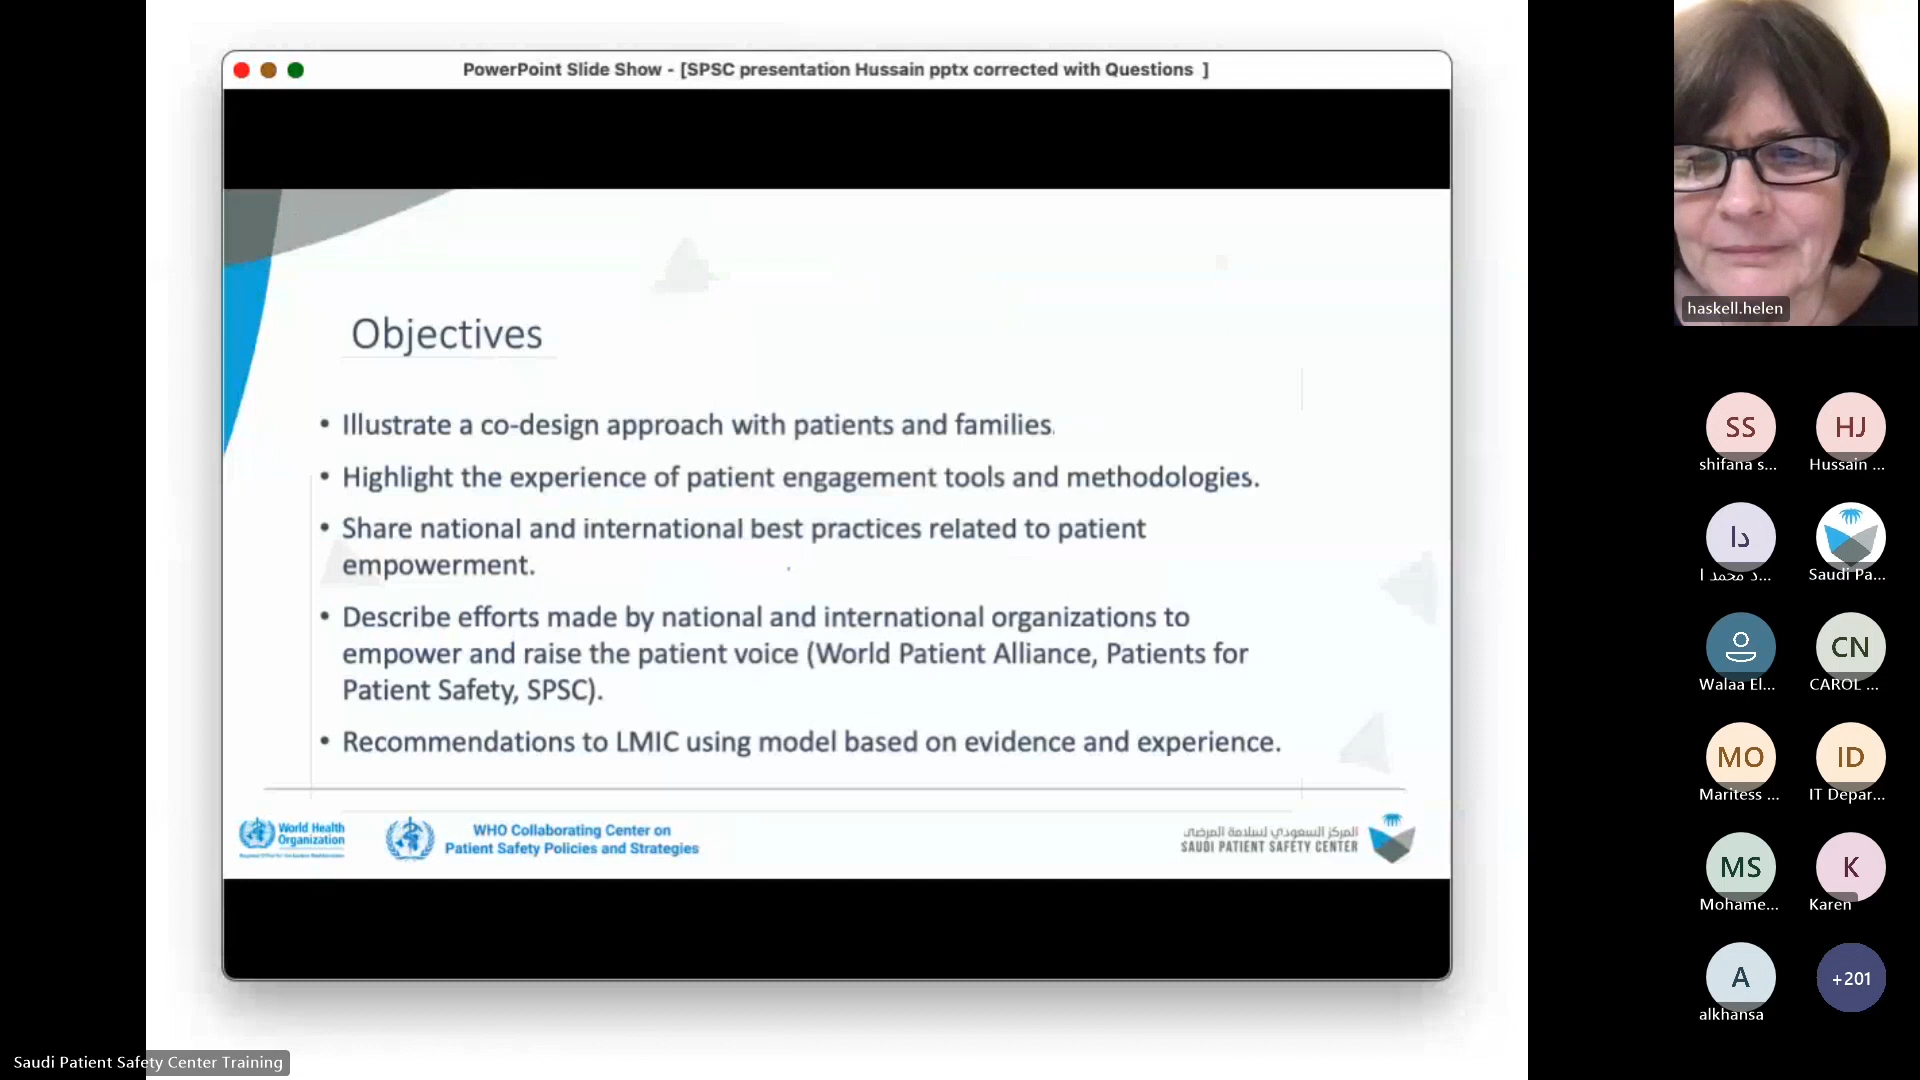 PowerPoint Slide Show - [SPSC presentation Hussain pptx corrected with Questions ]
Objectives
• Illustrate a co-design approach with patients and families.
• Highlight the experience of patient engagement tools and methodologies.
• Share national and international best practices related to patient
empowerment.
• Describe efforts made by national and international organizations to
empower and raise the patient voice (World Patient Alliance, Patients for
Patient Safety, SPSC).
• Recommendations to LMIC using model based on evidence and experience.
World Health
Organization
WHO Collaborating Center on
Patient Safety Policies and Strategies
المركز السعودي لسلامة المرضى
SAUDI PATIENT SAFETY CENTER
haskell.helen
SS
shifana s...
HJ
Hussain ...
دا
Saudi Pa...
Walaa El...
CN
CAROL ...
MO
Maritess ...
ID
IT Depar...
MS
Mohame...
K
Karen
A
alkhansa
+201
Saudi Patient Safety Center Training